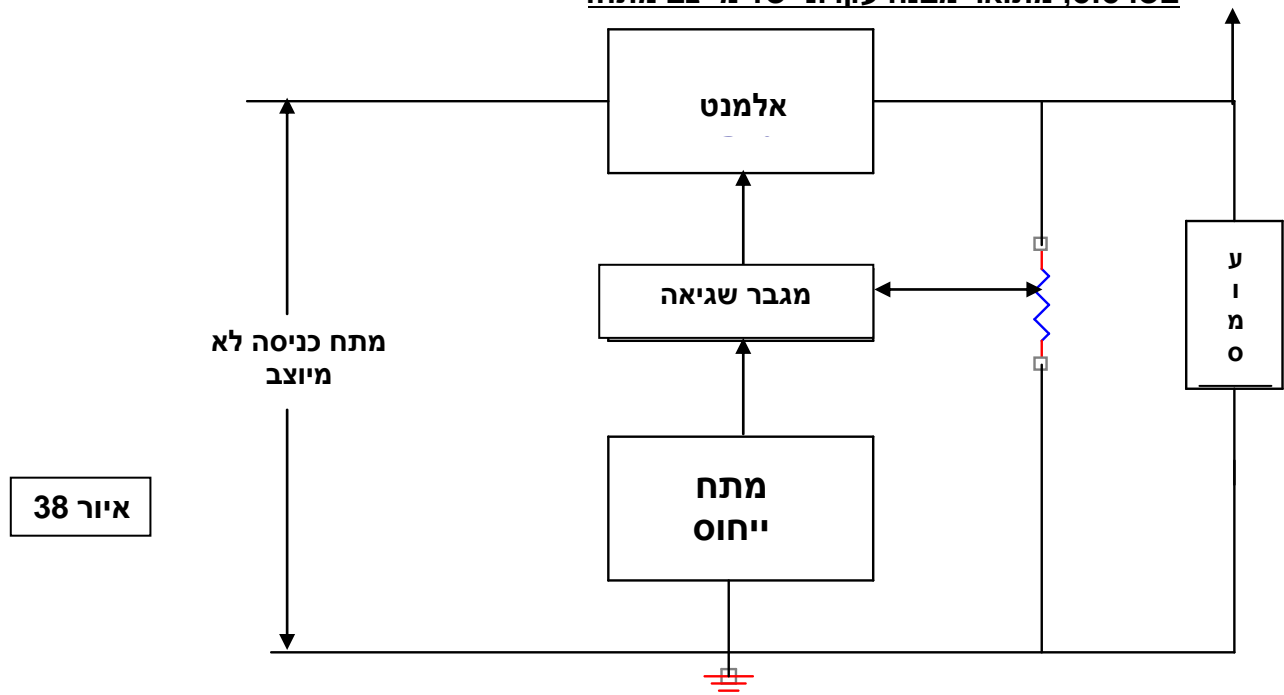 אלמנט
מגבר שגיאה
מתח כניסה לא
מיוצב
מתח
ייחוס
ע
ו
מ
ס
איור 38